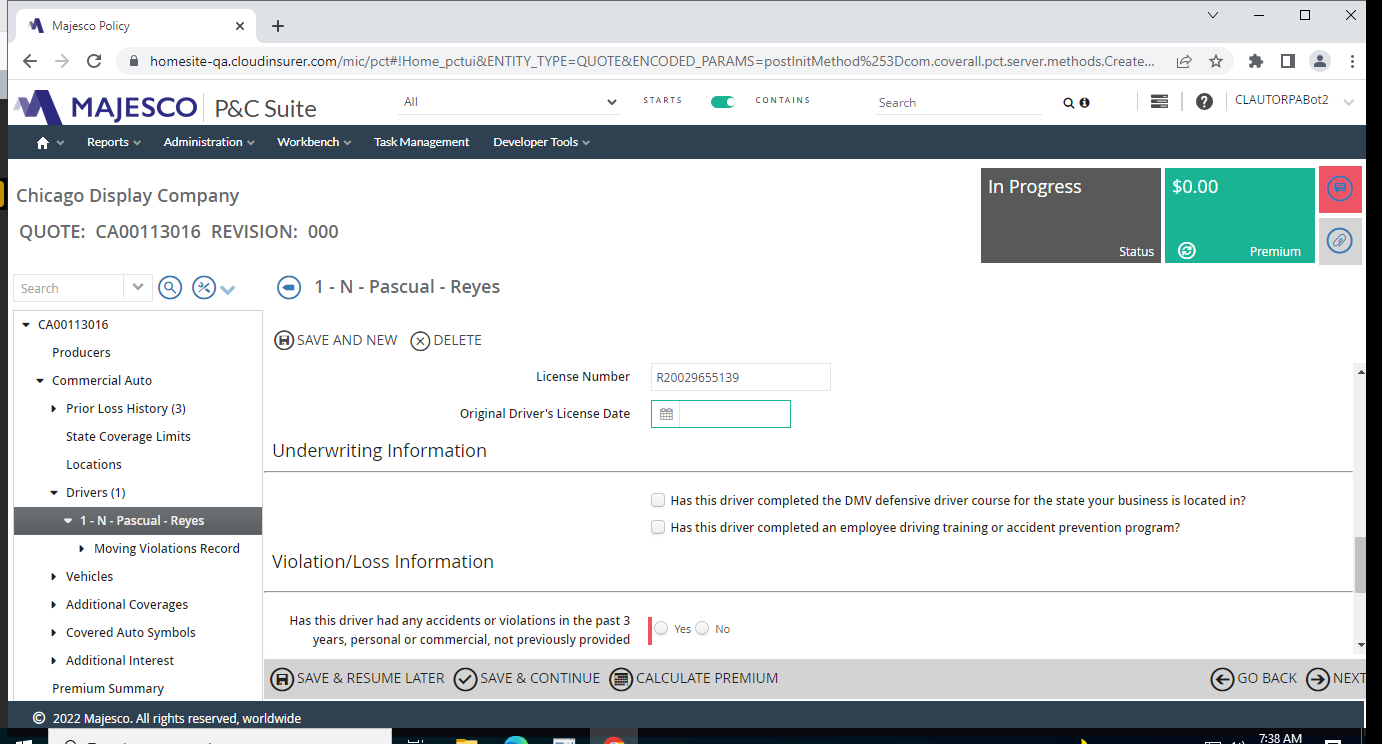 Majesco Policy
homesite-qa.cloudinsurer.com/mic/pct#!Home_pctui&ENTITY_TYPE=QUOTE&ENCODED_PARAMS=postInitMethod%253Dcom.coverall.pct.server.methods.Create...
MAJESCO P&C Suite All STARTS CONTAINS Search CLAUTORPABot2
Reports Administration Workbench Task Management Developer Tools
Chicago Display Company
QUOTE: CA00113016 REVISION: 000
In Progress
Status
$0.00
Premium
Search
1 - N - Pascual - Reyes
CA00113016
Producers
Commercial Auto
Prior Loss History (3)
State Coverage Limits
Locations
Drivers (1)
1 - N - Pascual - Reyes
Moving Violations Record
Vehicles
Additional Coverages
Covered Auto Symbols
Additional Interest
Premium Summary
SAVE AND NEW DELETE
License Number R20029655139
Original Driver's License Date
Underwriting Information
Has this driver completed the DMV defensive driver course for the state your business is located in?
Has this driver completed an employee driving training or accident prevention program?
Violation/Loss Information
Has this driver had any accidents or violations in the past 3
years, personal or commercial, not previously provided
Yes No
SAVE & RESUME LATER SAVE & CONTINUE CALCULATE PREMIUM GO BACK NEXT
© 2022 Majesco. All rights reserved, worldwide
7:38 AM